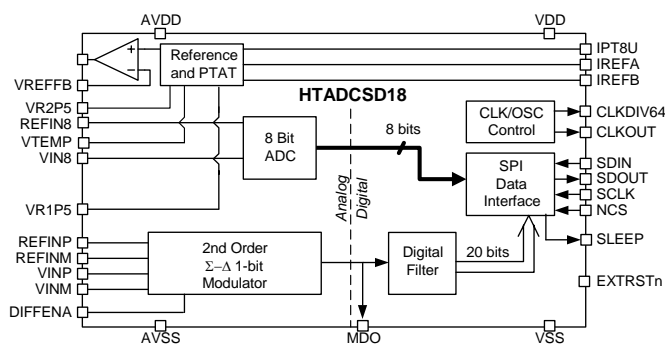 AVDD
VDD
+
−
Reference
and PTAT
IPT8U
IREFA
IREFB
VREFFB
VR2P5
REFIN8
VTEMP
VIN8
VR1P5
HTADCSD18
8 Bit
ADC
8 bits
CLK/OSC
Control
CLKDIV64
CLKOUT
SPI
Data
Interface
SDIN
SDOUT
SCLK
NCS
SLEEP
Analog
Digital
REFINP
REFINM
VINP
VINM
DIFFENA
2nd Order
Σ–Δ 1-bit
Modulator
Digital
Filter
20 bits
EXTRSTn
AVSS
MDO
VSS